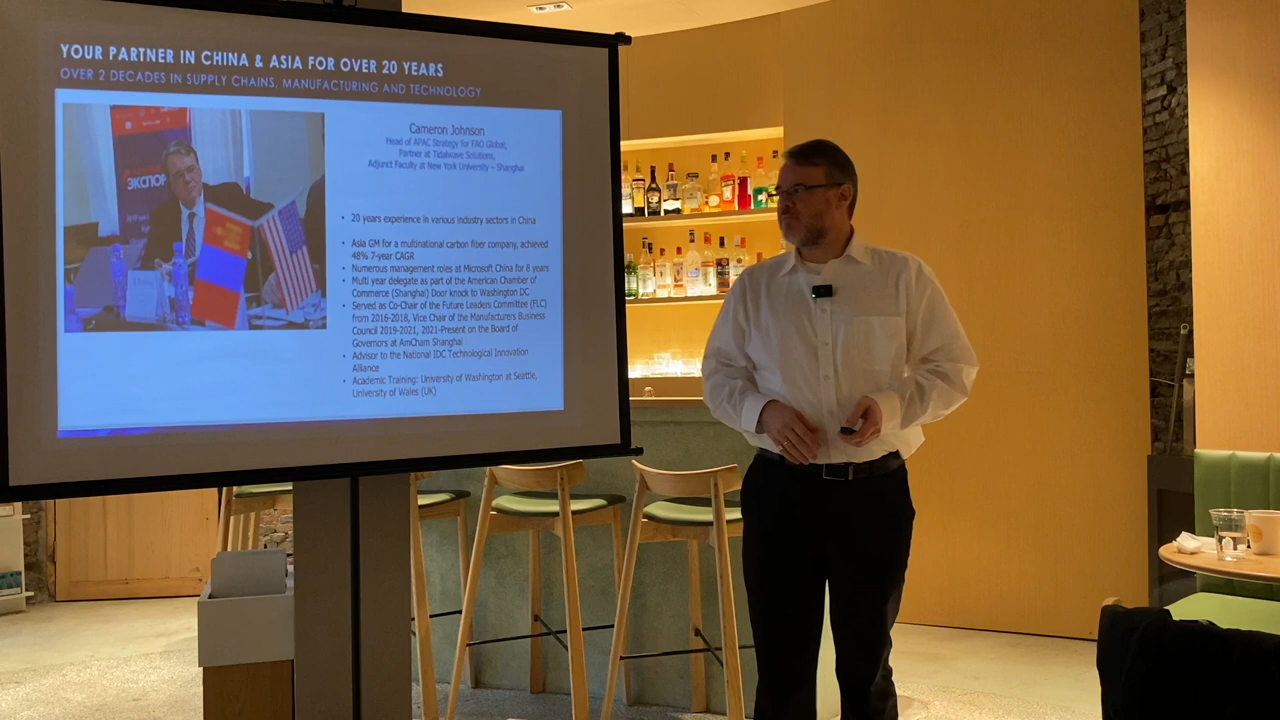 YOUR PARTNER IN CHINA & ASIA FOR OVER 20 YEARS
OVER 2 DECADES IN SUPPLY CHAINS, MANUFACTURING AND TECHNOLOGY
ЭКСПОР
Cameron Johnson
Head of APAC Strategy for FAO Global,
Partner at Tidalwave Solutions,
Adjunct Faculty at New York University – Shanghai
• 20 years experience in various industry sectors in China
• Asia GM for a multinational carbon fiber company, achieved
48% 7-year CAGR
• Numerous management roles at Microsoft China for 8 years
• Multi year delegate as part of the American Chamber of
Commerce (Shanghai) Door knock to Washington DC
• Served as Co-Chair of the Future Leaders Committee (FLC)
from 2016-2018, Vice Chair of the Manufacturers Business
Council 2019-2021, 2021-Present on the Board of
Governors at AmCham Shanghai
• Advisor to the National IDC Technological Innovation
Alliance
• Academic Training: University of Washington at Seattle,
University of Wales (UK)